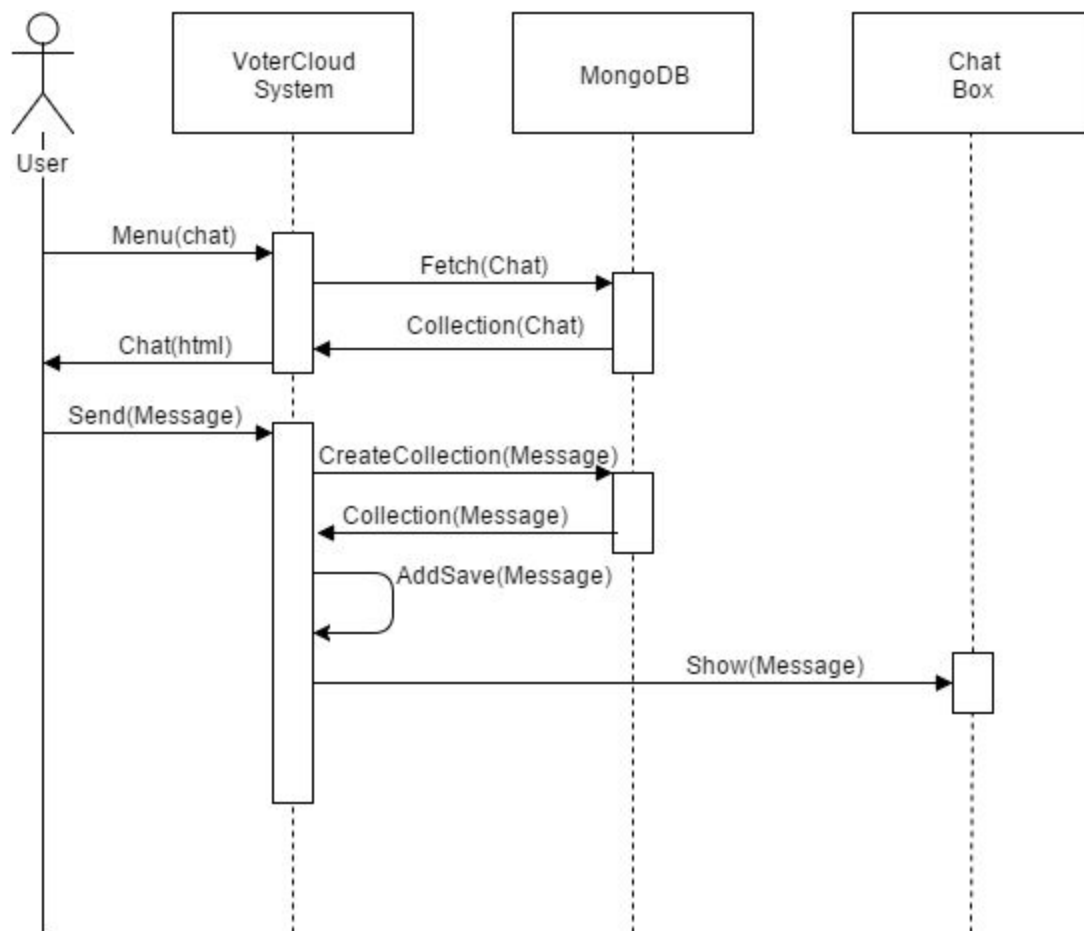 VoterCloud
System
MongoDB
Chat
Box
User
Menu(chat)
Fetch(Chat)
Collection(Chat)
Chat(html)
Send(Message)
CreateCollection(Message)
Collection(Message)
AddSave(Message)
Show(Message)